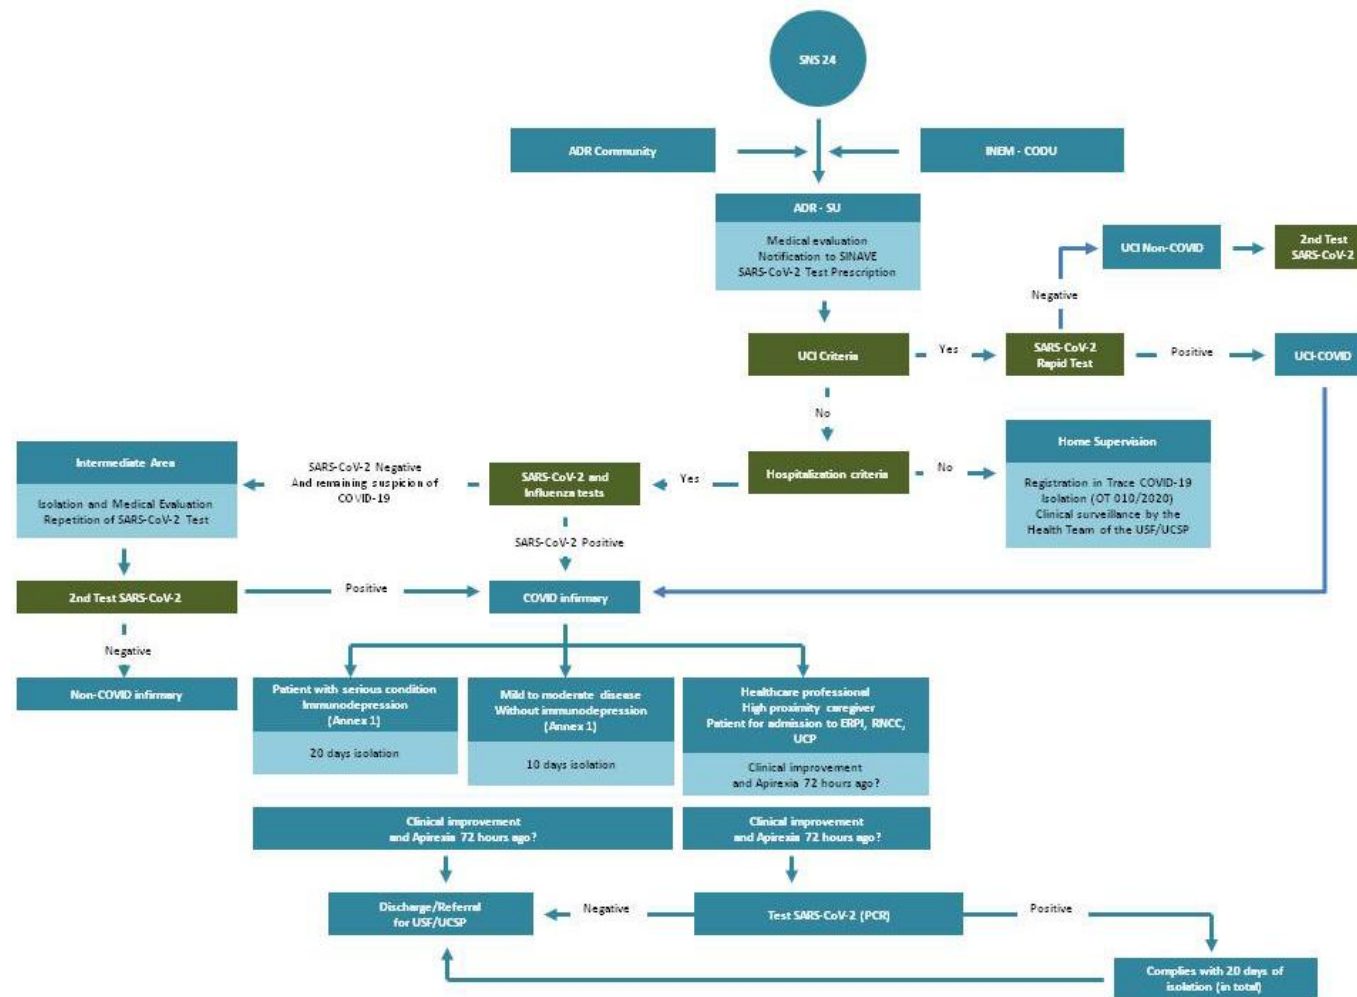 SNS 24
ADR Community
INEM - CODU
ADR - SU
Medical evaluation
Notification to SINAVE
SARS-CoV-2 Test Prescription
UCI Non-COVID
2nd Test
SARS-CoV-2
Negative
UCI Criteria
Yes
SARS-CoV-2
Rapid Test
Positive
UCI-COVID
No
Intermediate Area
Isolation and Medical Evaluation
Repetition of SARS-CoV-2 Test
SARS-CoV-2 Negative
And remaining suspicion of
COVID-19
SARS-CoV-2 and
Influenza tests
Yes
Hospitalization criteria
No
Home Supervision
Registration in Trace COVID-19
Isolation (OT 010/2020)
Clinical surveillance by the
Health Team of the USF/UCSP
SARS-CoV-2 Positive
2nd Test SARS-CoV-2
Positive
COVID infirmary
Negative
Non-COVID infirmary
Patient with serious condition
Immunodepression
(Annex 1)
20 days isolation
Mild to moderate disease
Without immunodepression
(Annex 1)
10 days isolation
Healthcare professional
High proximity caregiver
Patient for admission to ERPI, RNCC,
UCP
Clinical improvement
and Apirexia 72 hours ago?
Clinical improvement
and Apirexia 72 hours ago?
Clinical improvement
and Apirexia 72 hours ago?
Discharge/Referral
for USF/UCSP
Negative
Test SARS-CoV-2 (PCR)
Positive
Complies with 20 days of
isolation (in total)